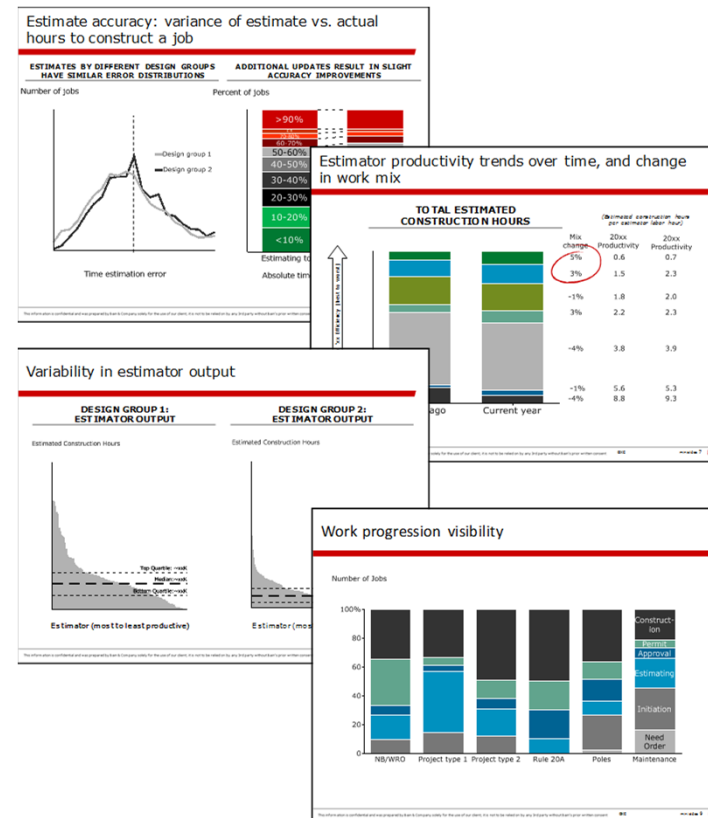 Estimate accuracy: variance of estimate vs. actual
hours to construct a job
ESTIMATES BY DIFFERENT DESIGN GROUPS
HAVE SIMILAR ERROR DISTRIBUTIONS
ADDITIONAL UPDATES RESULT IN SLIGHT
ACCURACY IMPROVEMENTS
Number of jobs
Percent of jobs
Design group 1
Design group 2
Time estimation error
>90%
60-70%
50-60%
40-50%
30-40%
20-30%
10-20%
<10%
Estimating to
Absolute tim
Estimator productivity trends over time, and change
in work mix
TOTAL ESTIMATED
CONSTRUCTION HOURS
(Estimated construction hours
per estimator labor hour)
Mix
change
20xx
Productivity
20xx
Productivity
5% 0.6 0.7
3% 1.5 2.3
-1% 1.8 2.0
3% 2.2 2.3
-4% 3.8 3.9
-1% 5.6 5.3
-4% 8.8 9.3
ago
Current year
Variability in estimator output
DESIGN GROUP 1:
ESTIMATOR OUTPUT
DESIGN GROUP 2:
ESTIMATOR OUTPUT
Estimated Construction Hours
Estimated Construction Hours
Top Quartile: ~xxK
Median: ~xxK
Bottom Quartile: ~xxK
Estimator (most to least productive)
Estimator (mos
Work progression visibility
Number of Jobs
100%
80
60
40
20
0
Construct-
ion
Permit
Approval
Estimating
Initiation
Need
Order
NB/WRO
Project type 1
Project type 2
Rule 20A
Poles
Maintenance